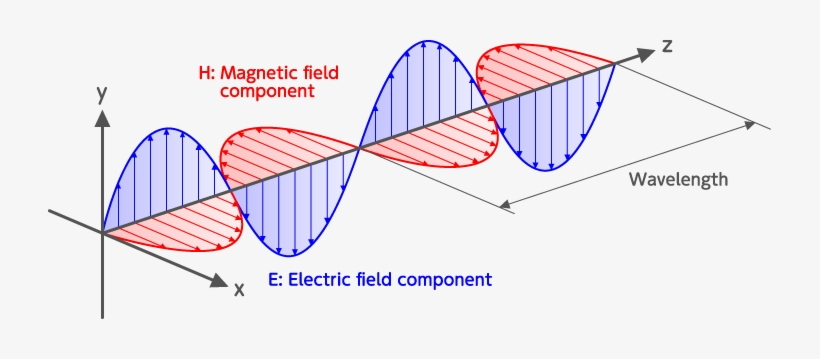 z
H: Magnetic field
component
y
Wavelength
E: Electric field component
x